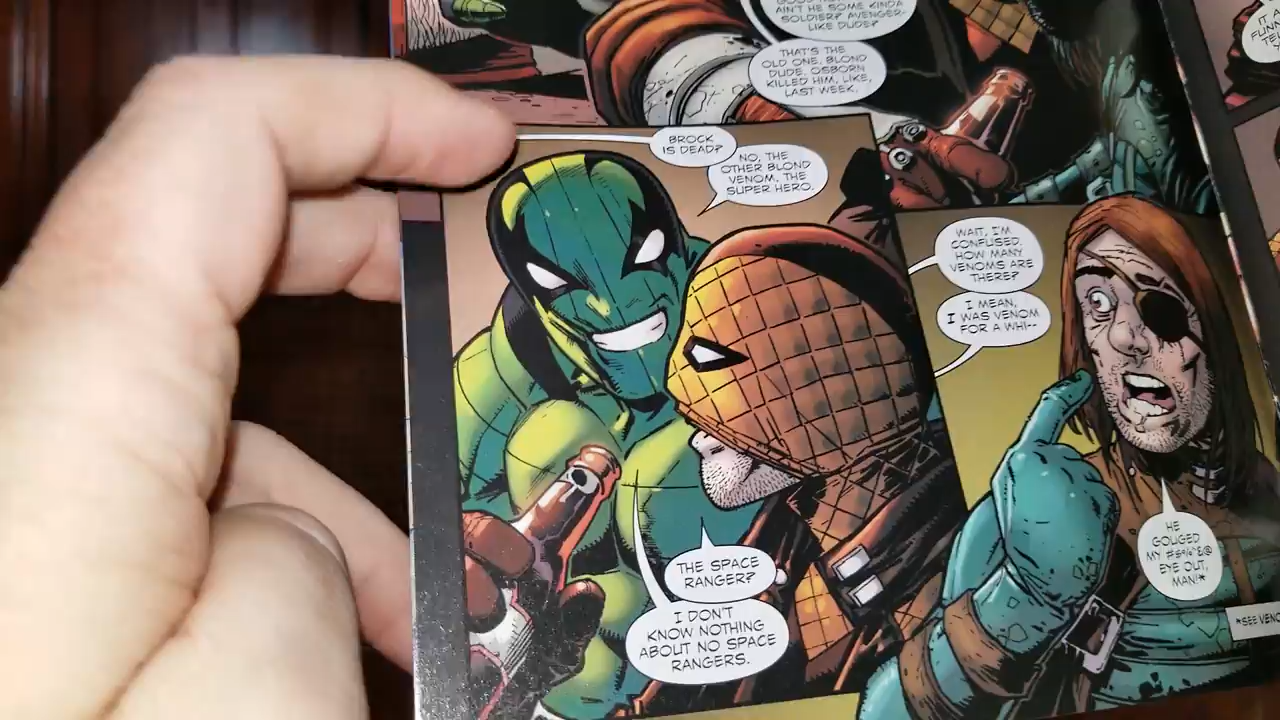 AIN'T HE SOME KINDA
SOLDIER? AVENGER-
LIKE DUDE?
THAT'S THE
OLD ONE, BLOND
DUDE. OSBORN
KILLED HIM, LIKE,
LAST WEEK.
BROCK
IS DEAD?
NO, THE
OTHER BLOND
VENOM. THE
SUPER HERO.
THE SPACE
RANGER?
I DON'T
KNOW NOTHING
ABOUT NO SPACE
RANGERS.
WAIT, I'M
CONFUSED.
HOW MANY
VENOMS ARE
THERE?
I MEAN,
I WAS VENOM
FOR A WHI--
HE
GOUGED
MY #$%^&@
EYE OUT,
MAN!*
*SEE VENO